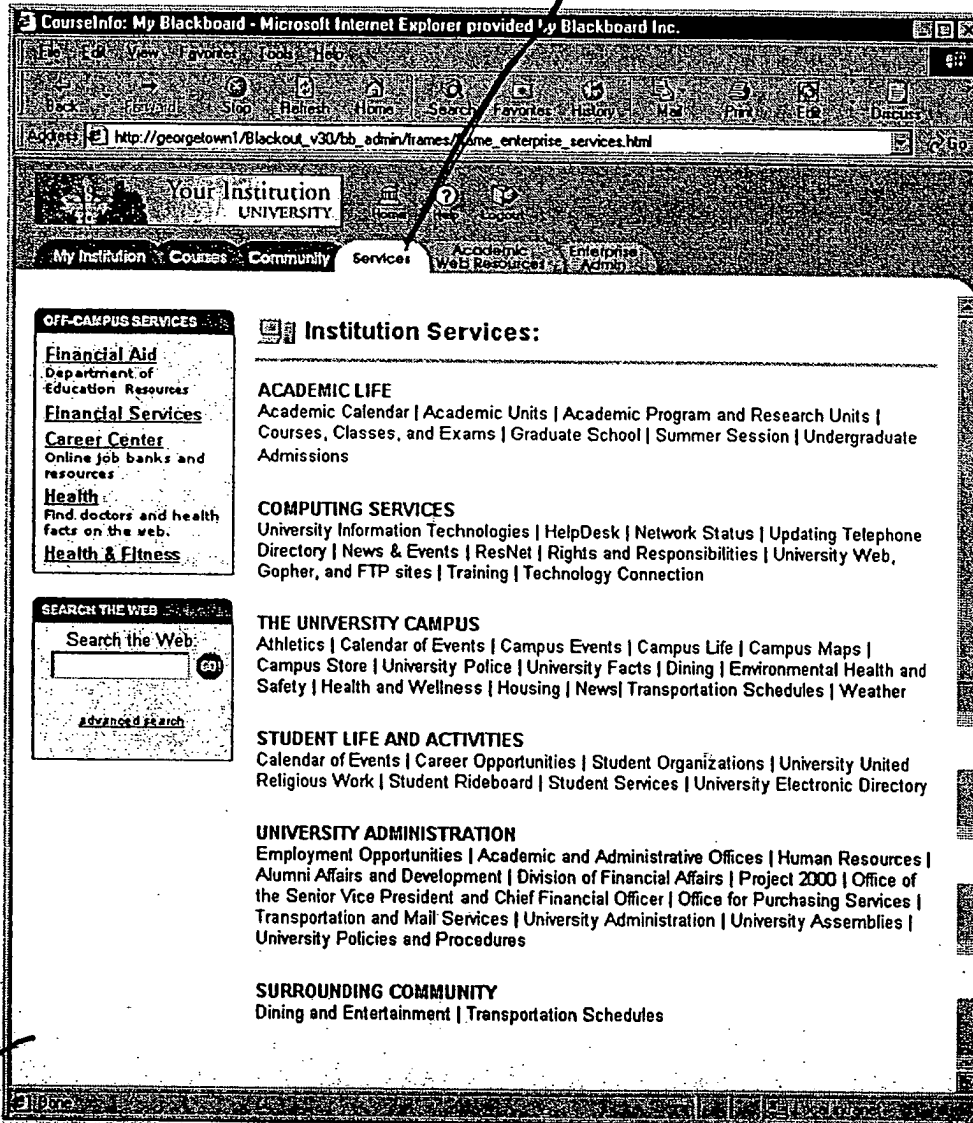 CourseInfo: My Blackboard - Microsoft Internet Explorer provided by Blackboard Inc.
File Edit View Favorites Tools Help
Back Forward Stop Refresh Home Search Favorites History Mail Print Edit Discuss
Address http://georgetown1/Blackout_v30/bb_admin/frames/frame_enterprise_services.html Go
Your Institution
UNIVERSITY
Home Help Logout
My Institution Courses Community Services Academic Web Resources Enterprise Admin
OFF-CAMPUS SERVICES
Financial Aid
Department of
Education Resources
Financial Services
Career Center
Online job banks and
resources
Health
Find doctors and health
facts on the web.
Health & Fitness
SEARCH THE WEB
Search the Web:
GO!
advanced search
Institution Services:
ACADEMIC LIFE
Academic Calendar | Academic Units | Academic Program and Research Units |
Courses, Classes, and Exams | Graduate School | Summer Session | Undergraduate
Admissions
COMPUTING SERVICES
University Information Technologies | HelpDesk | Network Status | Updating Telephone
Directory | News & Events | ResNet | Rights and Responsibilities | University Web,
Gopher, and FTP sites | Training | Technology Connection
THE UNIVERSITY CAMPUS
Athletics | Calendar of Events | Campus Events | Campus Life | Campus Maps |
Campus Store | University Police | University Facts | Dining | Environmental Health and
Safety | Health and Wellness | Housing | News| Transportation Schedules | Weather
STUDENT LIFE AND ACTIVITIES
Calendar of Events | Career Opportunities | Student Organizations | University United
Religious Work | Student Rideboard | Student Services | University Electronic Directory
UNIVERSITY ADMINISTRATION
Employment Opportunities | Academic and Administrative Offices | Human Resources |
Alumni Affairs and Development | Division of Financial Affairs | Project 2000 | Office of
the Senior Vice President and Chief Financial Officer | Office for Purchasing Services |
Transportation and Mail Services | University Administration | University Assemblies |
University Policies and Procedures
SURROUNDING COMMUNITY
Dining and Entertainment | Transportation Schedules
Done Local intranet